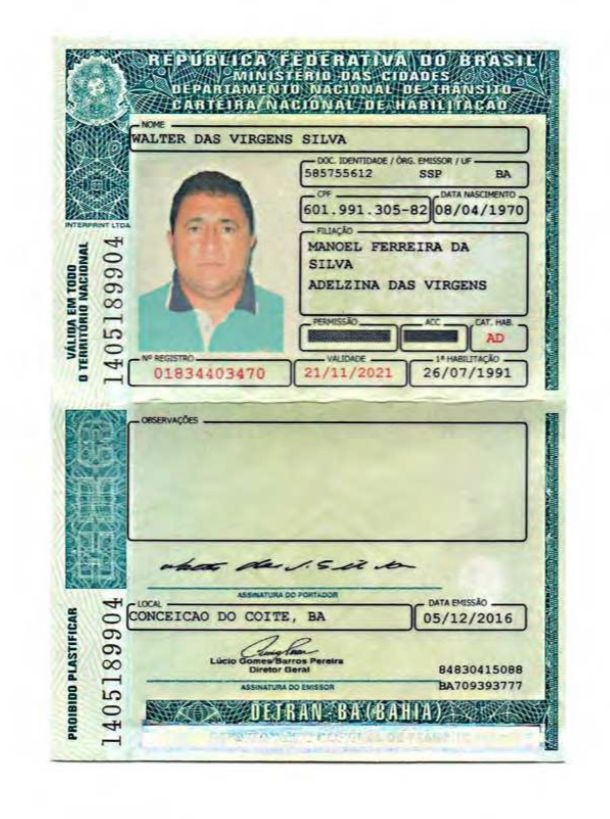 REPÚBLICA FEDERATIVA DO BRASIL
MINISTÉRIO DAS CIDADES
DEPARTAMENTO NACIONAL DE TRÂNSITO
CARTEIRA NACIONAL DE HABILITAÇÃO
NOME
WALTER DAS VIRGENS SILVA
DOC. IDENTIDADE / ÓRG. EMISSOR / UF
585755612 SSP BA
CPF DATA NASCIMENTO
601.991.305-82 08/04/1970
FILIAÇÃO
MANOEL FERREIRA DA
SILVA
ADELZINA DAS VIRGENS
PERMISSÃO ACC CAT. HAB.
AD
Nº REGISTRO VALIDADE 1ª HABILITAÇÃO
01834403470 21/11/2021 26/07/1991
INTERPRINT LTDA
VÁLIDA EM TODO
O TERRITÓRIO NACIONAL
1405189904
OBSERVAÇÕES
ASSINATURA DO PORTADOR
LOCAL DATA EMISSÃO
CONCEICAO DO COITE, BA 05/12/2016
Lúcio Gomes Barros Pereira
Diretor Geral
ASSINATURA DO EMISSOR
84830415088
BA709393777
PROIBIDO PLASTIFICAR
1405189904
DETRAN-BA (BAHIA)